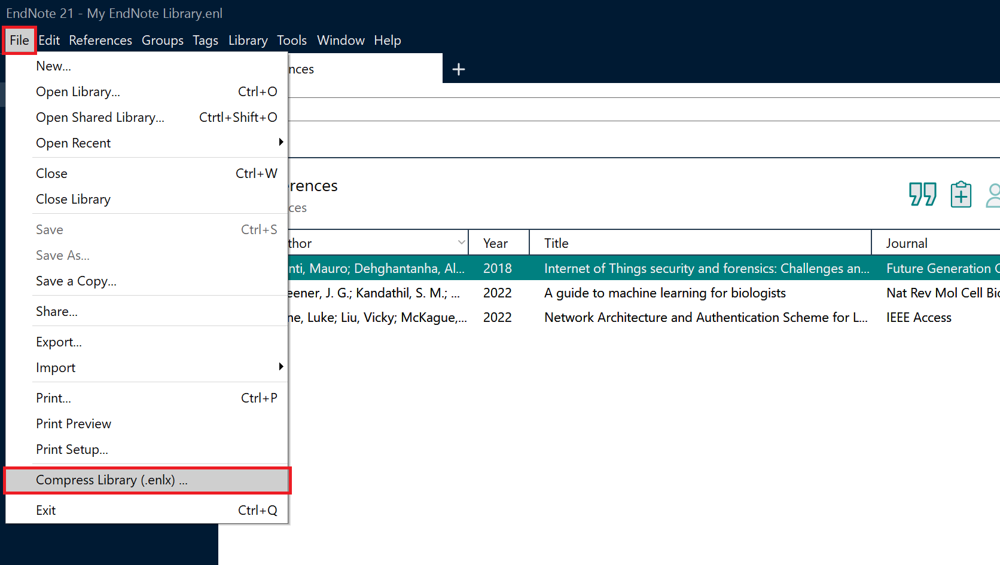 EndNote 21 - My EndNote Library.enl
File Edit References Groups Tags Library Tools Window Help
New...
nces
Open Library... Ctrl+O
Open Shared Library... Ctrtl+Shift+O
Open Recent
Close Ctrl+W
erences
Close Library
ces
Save Ctrl+S
thor Year Title Journal
Save As...
nti, Mauro; Dehghantanha, Al... 2018 Internet of Things security and forensics: Challenges an... Future Generation
Save a Copy...
eener, J. G.; Kandathil, S. M.; ... 2022 A guide to machine learning for biologists Nat Rev Mol Cell Bio
Share...
ne, Luke; Liu, Vicky; McKague,... 2022 Network Architecture and Authentication Scheme for L... IEEE Access
Export...
Import
Print... Ctrl+P
Print Preview
Print Setup...
Compress Library (.enlx) ...
Exit Ctrl+Q